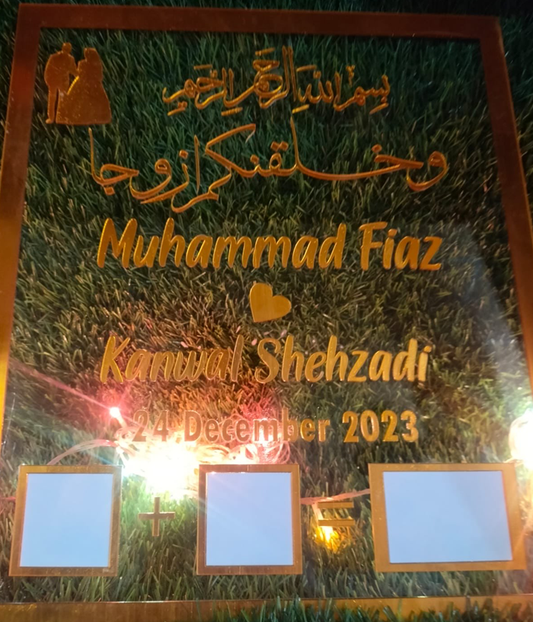 بسم الله الرحمن الرحيم
وخلقنكم ازوجا
Muhammad Fiaz
Kanwal Shehzadi
24 December 2023
+ =